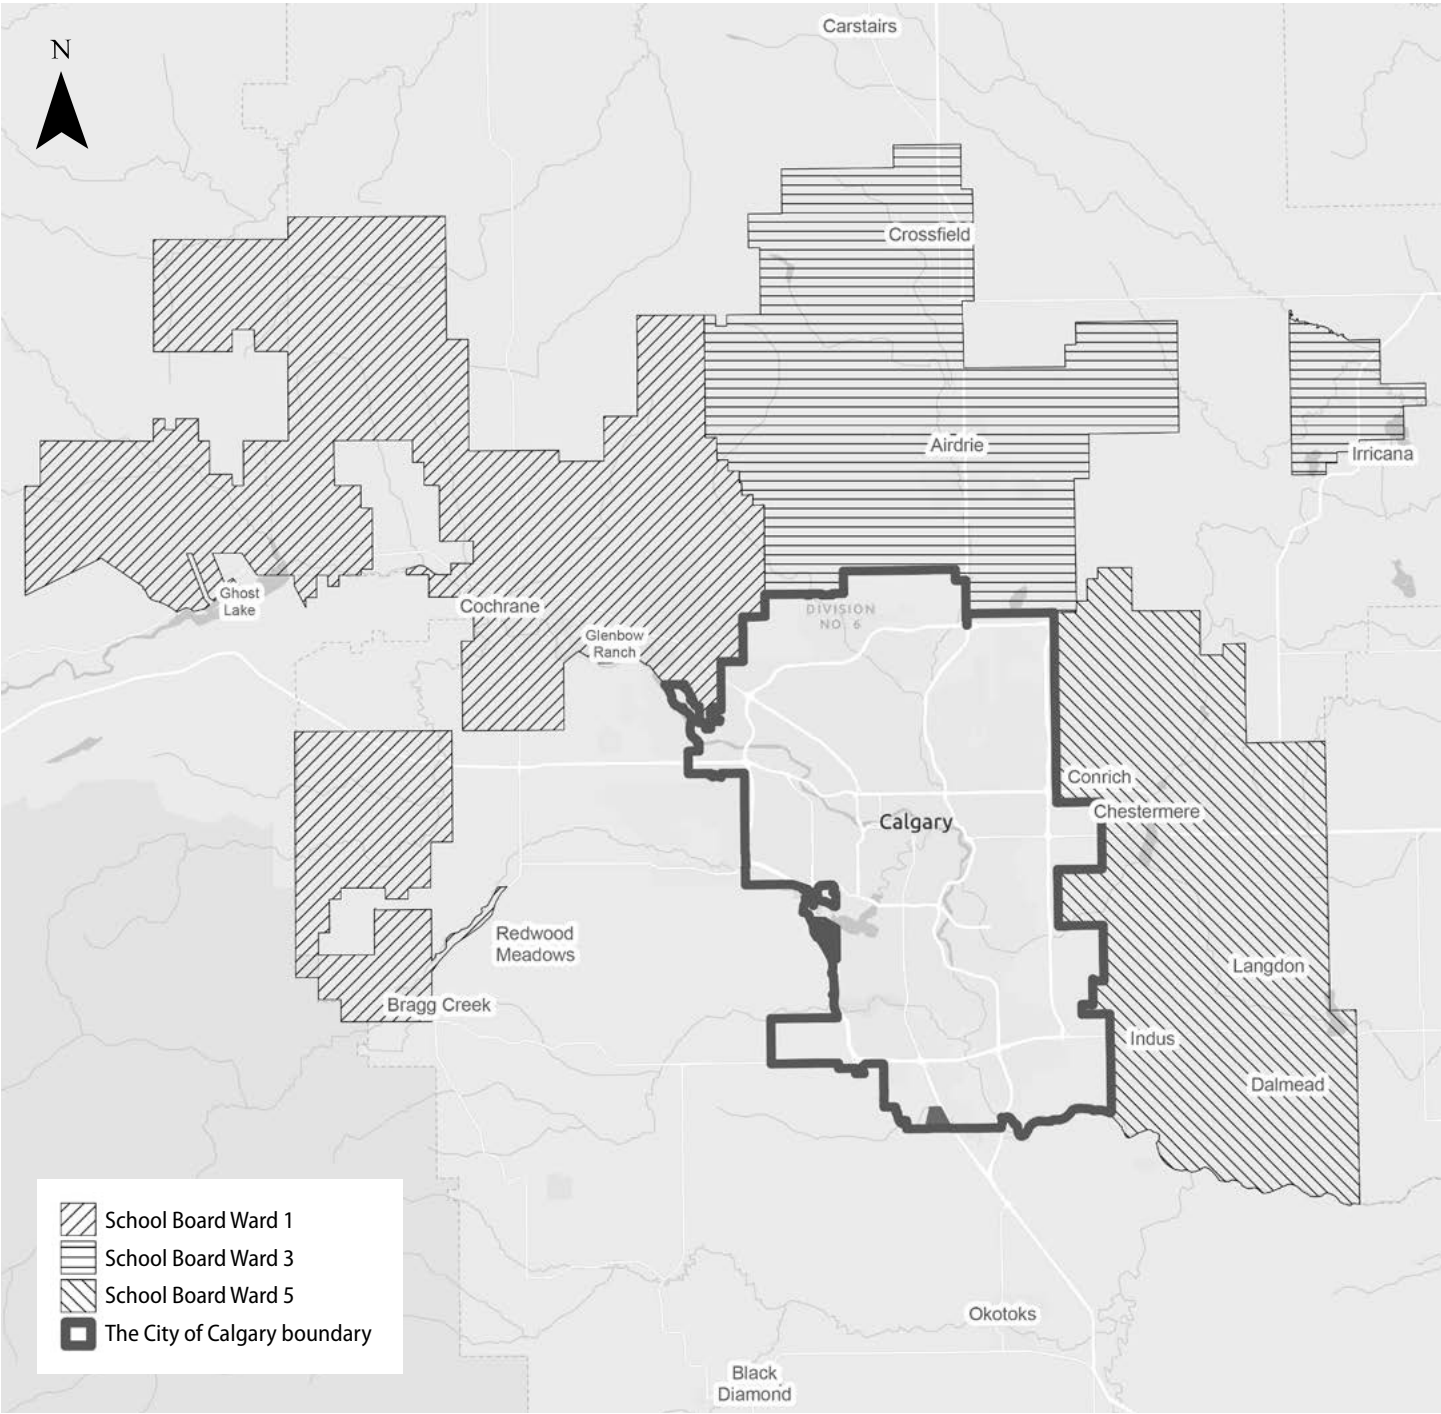 Carstairs
N
Crossfield
Airdrie
Irricana
Ghost
Lake
Cochrane
DIVISION
NO. 6
Glenbow
Ranch
Conrich
Chestermere
Calgary
Redwood
Meadows
Langdon
Bragg Creek
Indus
Dalmead
School Board Ward 1
School Board Ward 3
School Board Ward 5
The City of Calgary boundary
Okotoks
Black
Diamond